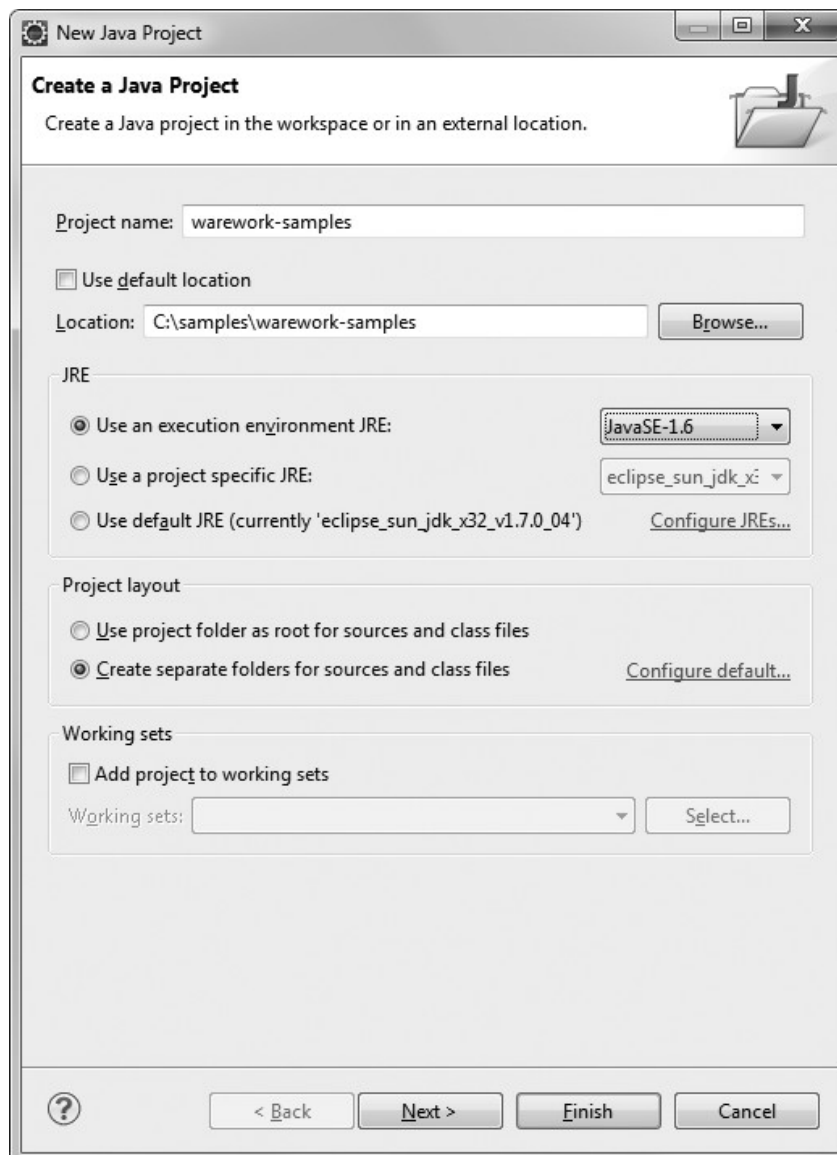 New Java Project
Create a Java Project
Create a Java project in the workspace or in an external location.
Project name: warework-samples
Use default location
Location: C:\samples\warework-samples Browse...
JRE
Use an execution environment JRE: JavaSE-1.6
Use a project specific JRE: eclipse_sun_jdk_x3
Use default JRE (currently 'eclipse_sun_jdk_x32_v1.7.0_04') Configure JREs...
Project layout
Use project folder as root for sources and class files
Create separate folders for sources and class files Configure default...
Working sets
Add project to working sets
Working sets: Select...
? < Back Next > Finish Cancel